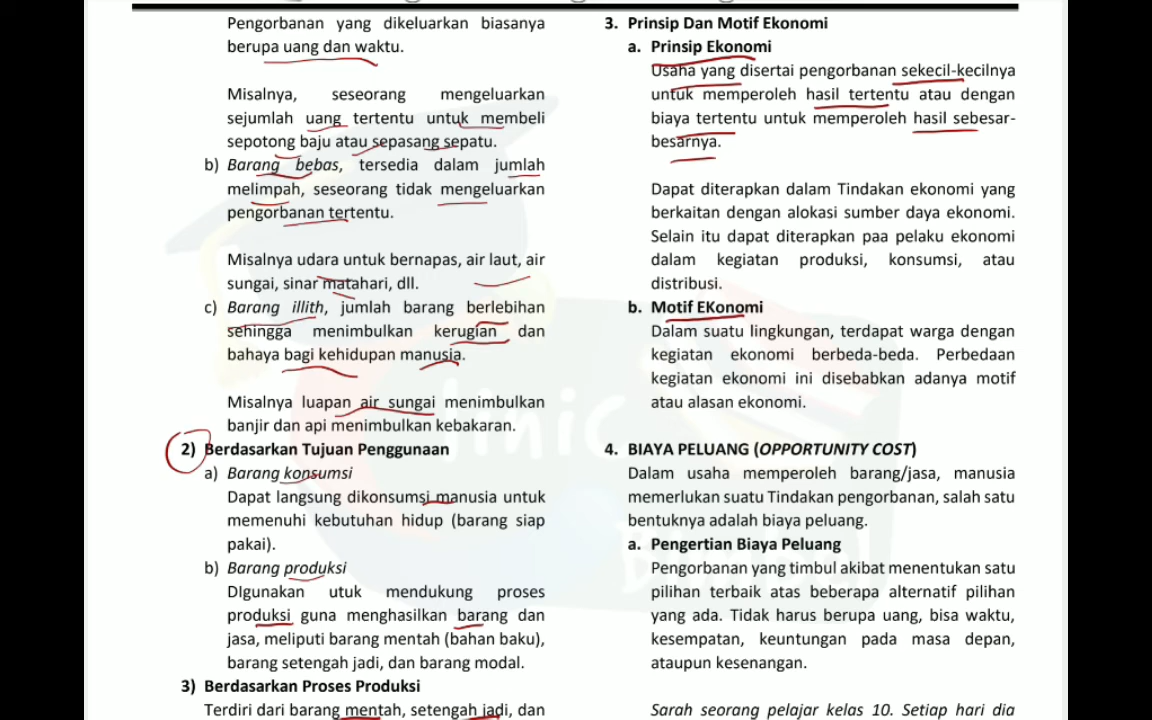 Pengorbanan yang dikeluarkan biasanya
berupa uang dan waktu.
Misalnya, seseorang mengeluarkan
sejumlah uang tertentu untuk membeli
sepotong baju atau sepasang sepatu.
b) Barang bebas, tersedia dalam jumlah
melimpah, seseorang tidak mengeluarkan
pengorbanan tertentu.
Misalnya udara untuk bernapas, air laut, air
sungai, sinar matahari, dll.
c) Barang illith, jumlah barang berlebihan
sehingga menimbulkan kerugian dan
bahaya bagi kehidupan manusia.
Misalnya luapan air sungai menimbulkan
banjir dan api menimbulkan kebakaran.
2) Berdasarkan Tujuan Penggunaan
a) Barang konsumsi
Dapat langsung dikonsumsi manusia untuk
memenuhi kebutuhan hidup (barang siap
pakai).
b) Barang produksi
DIgunakan utuk mendukung proses
produksi guna menghasilkan barang dan
jasa, meliputi barang mentah (bahan baku),
barang setengah jadi, dan barang modal.
3) Berdasarkan Proses Produksi
Terdiri dari barang mentah, setengah jadi, dan
3. Prinsip Dan Motif Ekonomi
a. Prinsip Ekonomi
Usaha yang disertai pengorbanan sekecil-kecilnya
untuk memperoleh hasil tertentu atau dengan
biaya tertentu untuk memperoleh hasil sebesar-
besarnya.
Dapat diterapkan dalam Tindakan ekonomi yang
berkaitan dengan alokasi sumber daya ekonomi.
Selain itu dapat diterapkan paa pelaku ekonomi
dalam kegiatan produksi, konsumsi, atau
distribusi.
b. Motif EKonomi
Dalam suatu lingkungan, terdapat warga dengan
kegiatan ekonomi berbeda-beda. Perbedaan
kegiatan ekonomi ini disebabkan adanya motif
atau alasan ekonomi.
4. BIAYA PELUANG (OPPORTUNITY COST)
Dalam usaha memperoleh barang/jasa, manusia
memerlukan suatu Tindakan pengorbanan, salah satu
bentuknya adalah biaya peluang.
a. Pengertian Biaya Peluang
Pengorbanan yang timbul akibat menentukan satu
pilihan terbaik atas beberapa alternatif pilihan
yang ada. Tidak harus berupa uang, bisa waktu,
kesempatan, keuntungan pada masa depan,
ataupun kesenangan.
Sarah seorang pelajar kelas 10. Setiap hari dia